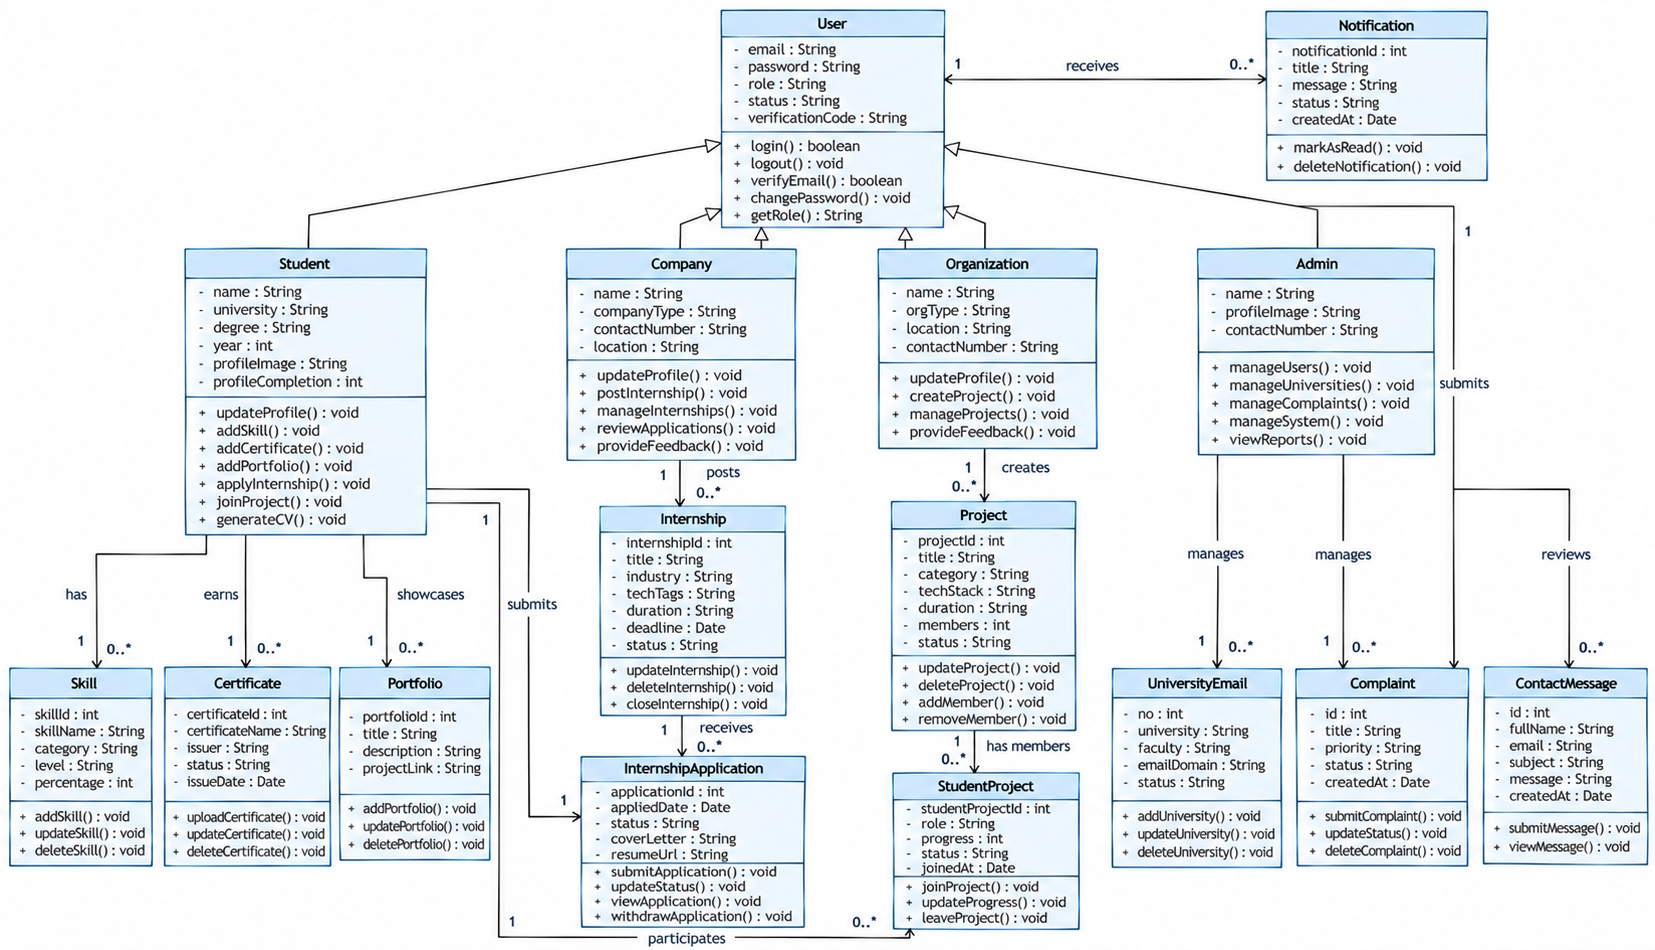 User
- email : String
- password : String
- role : String
- status : String
- verificationCode : String
+ login() : boolean
+ logout() : void
+ verifyEmail() : boolean
+ changePassword() : void
+ getRole() : String
1
receives
0..*
Notification
- notificationId : int
- title : String
- message : String
- status : String
- createdAt : Date
+ markAsRead() : void
+ deleteNotification() : void
Student
- name : String
- university : String
- degree : String
- year : int
- profileImage : String
- profileCompletion : int
+ updateProfile() : void
+ addSkill() : void
+ addCertificate() : void
+ addPortfolio() : void
+ applyInternship() : void
+ joinProject() : void
+ generateCV() : void
Company
- name : String
- companyType : String
- contactNumber : String
- location : String
+ updateProfile() : void
+ postInternship() : void
+ manageInternships() : void
+ reviewApplications() : void
+ provideFeedback() : void
Organization
- name : String
- orgType : String
- location : String
- contactNumber : String
+ updateProfile() : void
+ createProject() : void
+ manageProjects() : void
+ provideFeedback() : void
Admin
- name : String
- profileImage : String
- contactNumber : String
+ manageUsers() : void
+ manageUniversities() : void
+ manageComplaints() : void
+ manageSystem() : void
+ viewReports() : void
1
submits
1
posts
0..*
1
creates
0..*
1
submits
1
has
1
0..*
earns
1
0..*
showcases
1
0..*
manages
1
0..*
manages
1
0..*
reviews
0..*
Internship
- internshipId : int
- title : String
- industry : String
- techTags : String
- duration : String
- deadline : Date
- status : String
+ updateInternship() : void
+ deleteInternship() : void
+ closeInternship() : void
1
receives
0..*
Project
- projectId : int
- title : String
- category : String
- techStack : String
- duration : String
- members : int
- status : String
+ updateProject() : void
+ deleteProject() : void
+ addMember() : void
+ removeMember() : void
1
has members
0..*
Skill
- skillId : int
- skillName : String
- category : String
- level : String
- percentage : int
+ addSkill() : void
+ updateSkill() : void
+ deleteSkill() : void
Certificate
- certificateId : int
- certificateName : String
- issuer : String
- status : String
- issueDate : Date
+ uploadCertificate() : void
+ updateCertificate() : void
+ deleteCertificate() : void
Portfolio
- portfolioId : int
- title : String
- description : String
- projectLink : String
+ addPortfolio() : void
+ updatePortfolio() : void
+ deletePortfolio() : void
InternshipApplication
- applicationId : int
- appliedDate : Date
- status : String
- coverLetter : String
- resumeUrl : String
+ submitApplication() : void
+ updateStatus() : void
+ viewApplication() : void
+ withdrawApplication() : void
StudentProject
- studentProjectId : int
- role : String
- progress : int
- status : String
- joinedAt : Date
+ joinProject() : void
+ updateProgress() : void
+ leaveProject() : void
UniversityEmail
- no : int
- university : String
- faculty : String
- emailDomain : String
- status : String
+ addUniversity() : void
+ updateUniversity() : void
+ deleteUniversity() : void
Complaint
- id : int
- title : String
- priority : String
- status : String
- createdAt : Date
+ submitComplaint() : void
+ updateStatus() : void
+ deleteComplaint() : void
ContactMessage
- id : int
- fullName : String
- email : String
- subject : String
- message : String
- createdAt : Date
+ submitMessage() : void
+ viewMessage() : void
1
participates
0..*